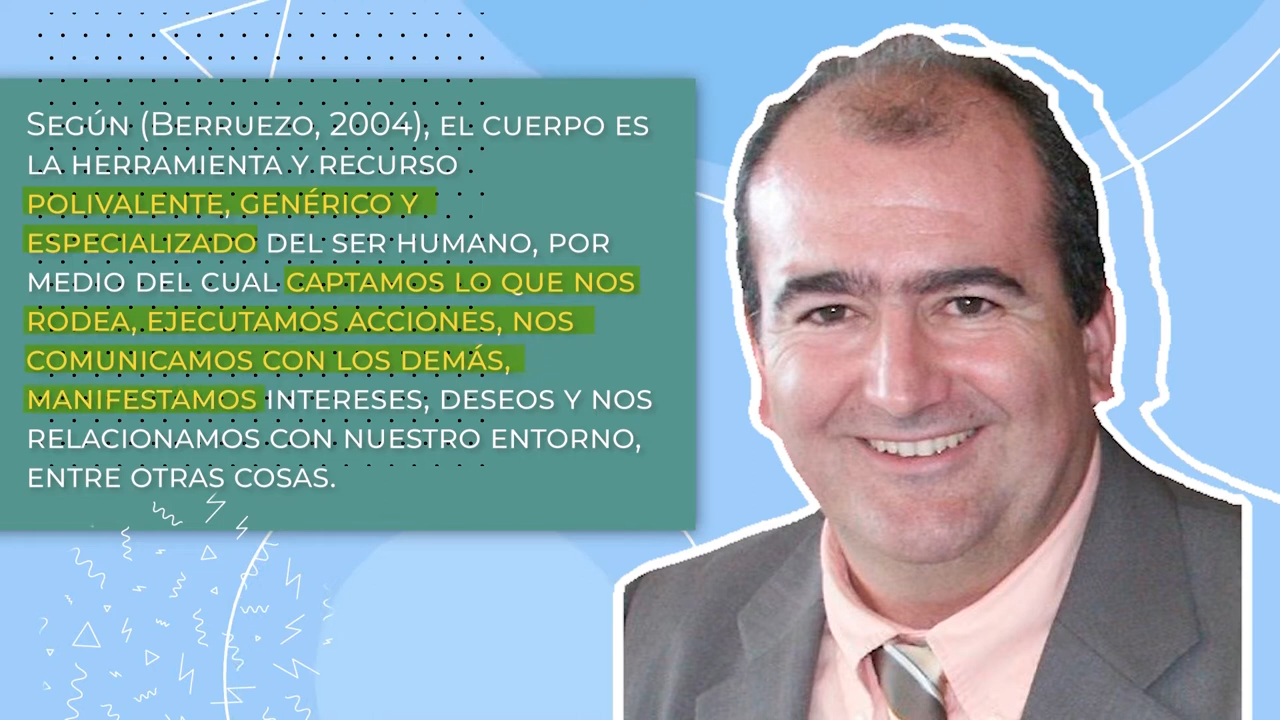 SEGÚN (BERRUEZO, 2004), EL CUERPO ES
LA HERRAMIENTA Y RECURSO
POLIVALENTE, GENÉRICO Y
ESPECIALIZADO DEL SER HUMANO, POR
MEDIO DEL CUAL CAPTAMOS LO QUE NOS
RODEA, EJECUTAMOS ACCIONES, NOS
COMUNICAMOS CON LOS DEMÁS,
MANIFESTAMOS INTERESES, DESEOS Y NOS
RELACIONAMOS CON NUESTRO ENTORNO,
ENTRE OTRAS COSAS.